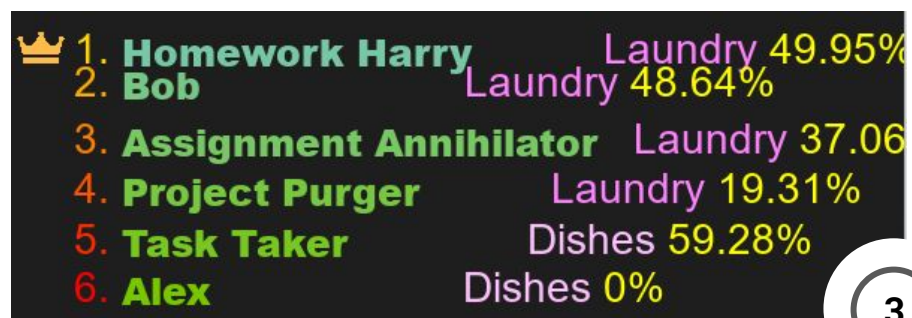 1. Homework Harry Laundry 49.95%
2. Bob Laundry 48.64%
3. Assignment Annihilator Laundry 37.06
4. Project Purger Laundry 19.31%
5. Task Taker Dishes 59.28%
6. Alex Dishes 0%
3